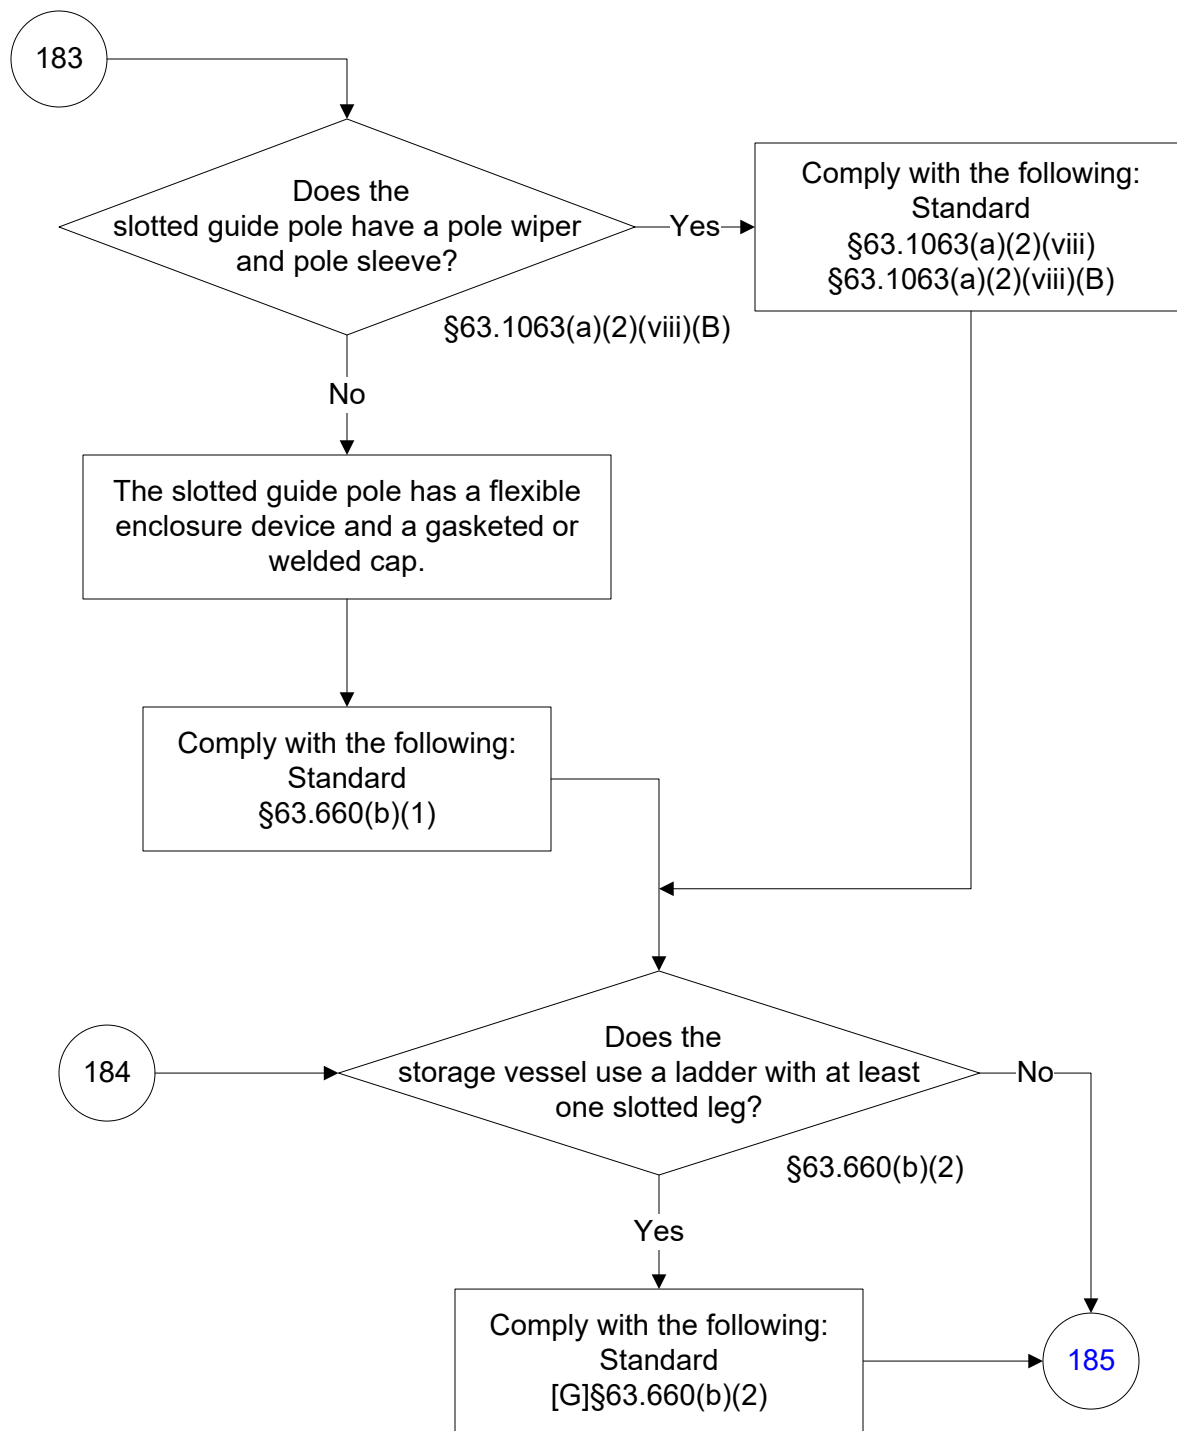 183
Does the
slotted guide pole have a pole wiper
and pole sleeve?
Yes
Comply with the following:
Standard
§63.1063(a)(2)(viii)
§63.1063(a)(2)(viii)(B)
§63.1063(a)(2)(viii)(B)
No
The slotted guide pole has a flexible
enclosure device and a gasketed or
welded cap.
Comply with the following:
Standard
§63.660(b)(1)
184
Does the
storage vessel use a ladder with at least
one slotted leg?
No
§63.660(b)(2)
Yes
Comply with the following:
Standard
[G]§63.660(b)(2)
185